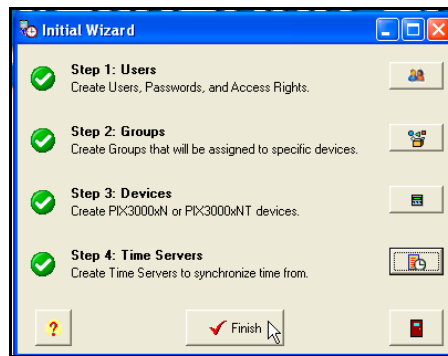 Initial Wizard
Step 1: Users
Create Users, Passwords, and Access Rights.
Step 2: Groups
Create Groups that will be assigned to specific devices.
Step 3: Devices
Create PIX3000xN or PIX3000xNT devices.
Step 4: Time Servers
Create Time Servers to synchronize time from.
?
Finish